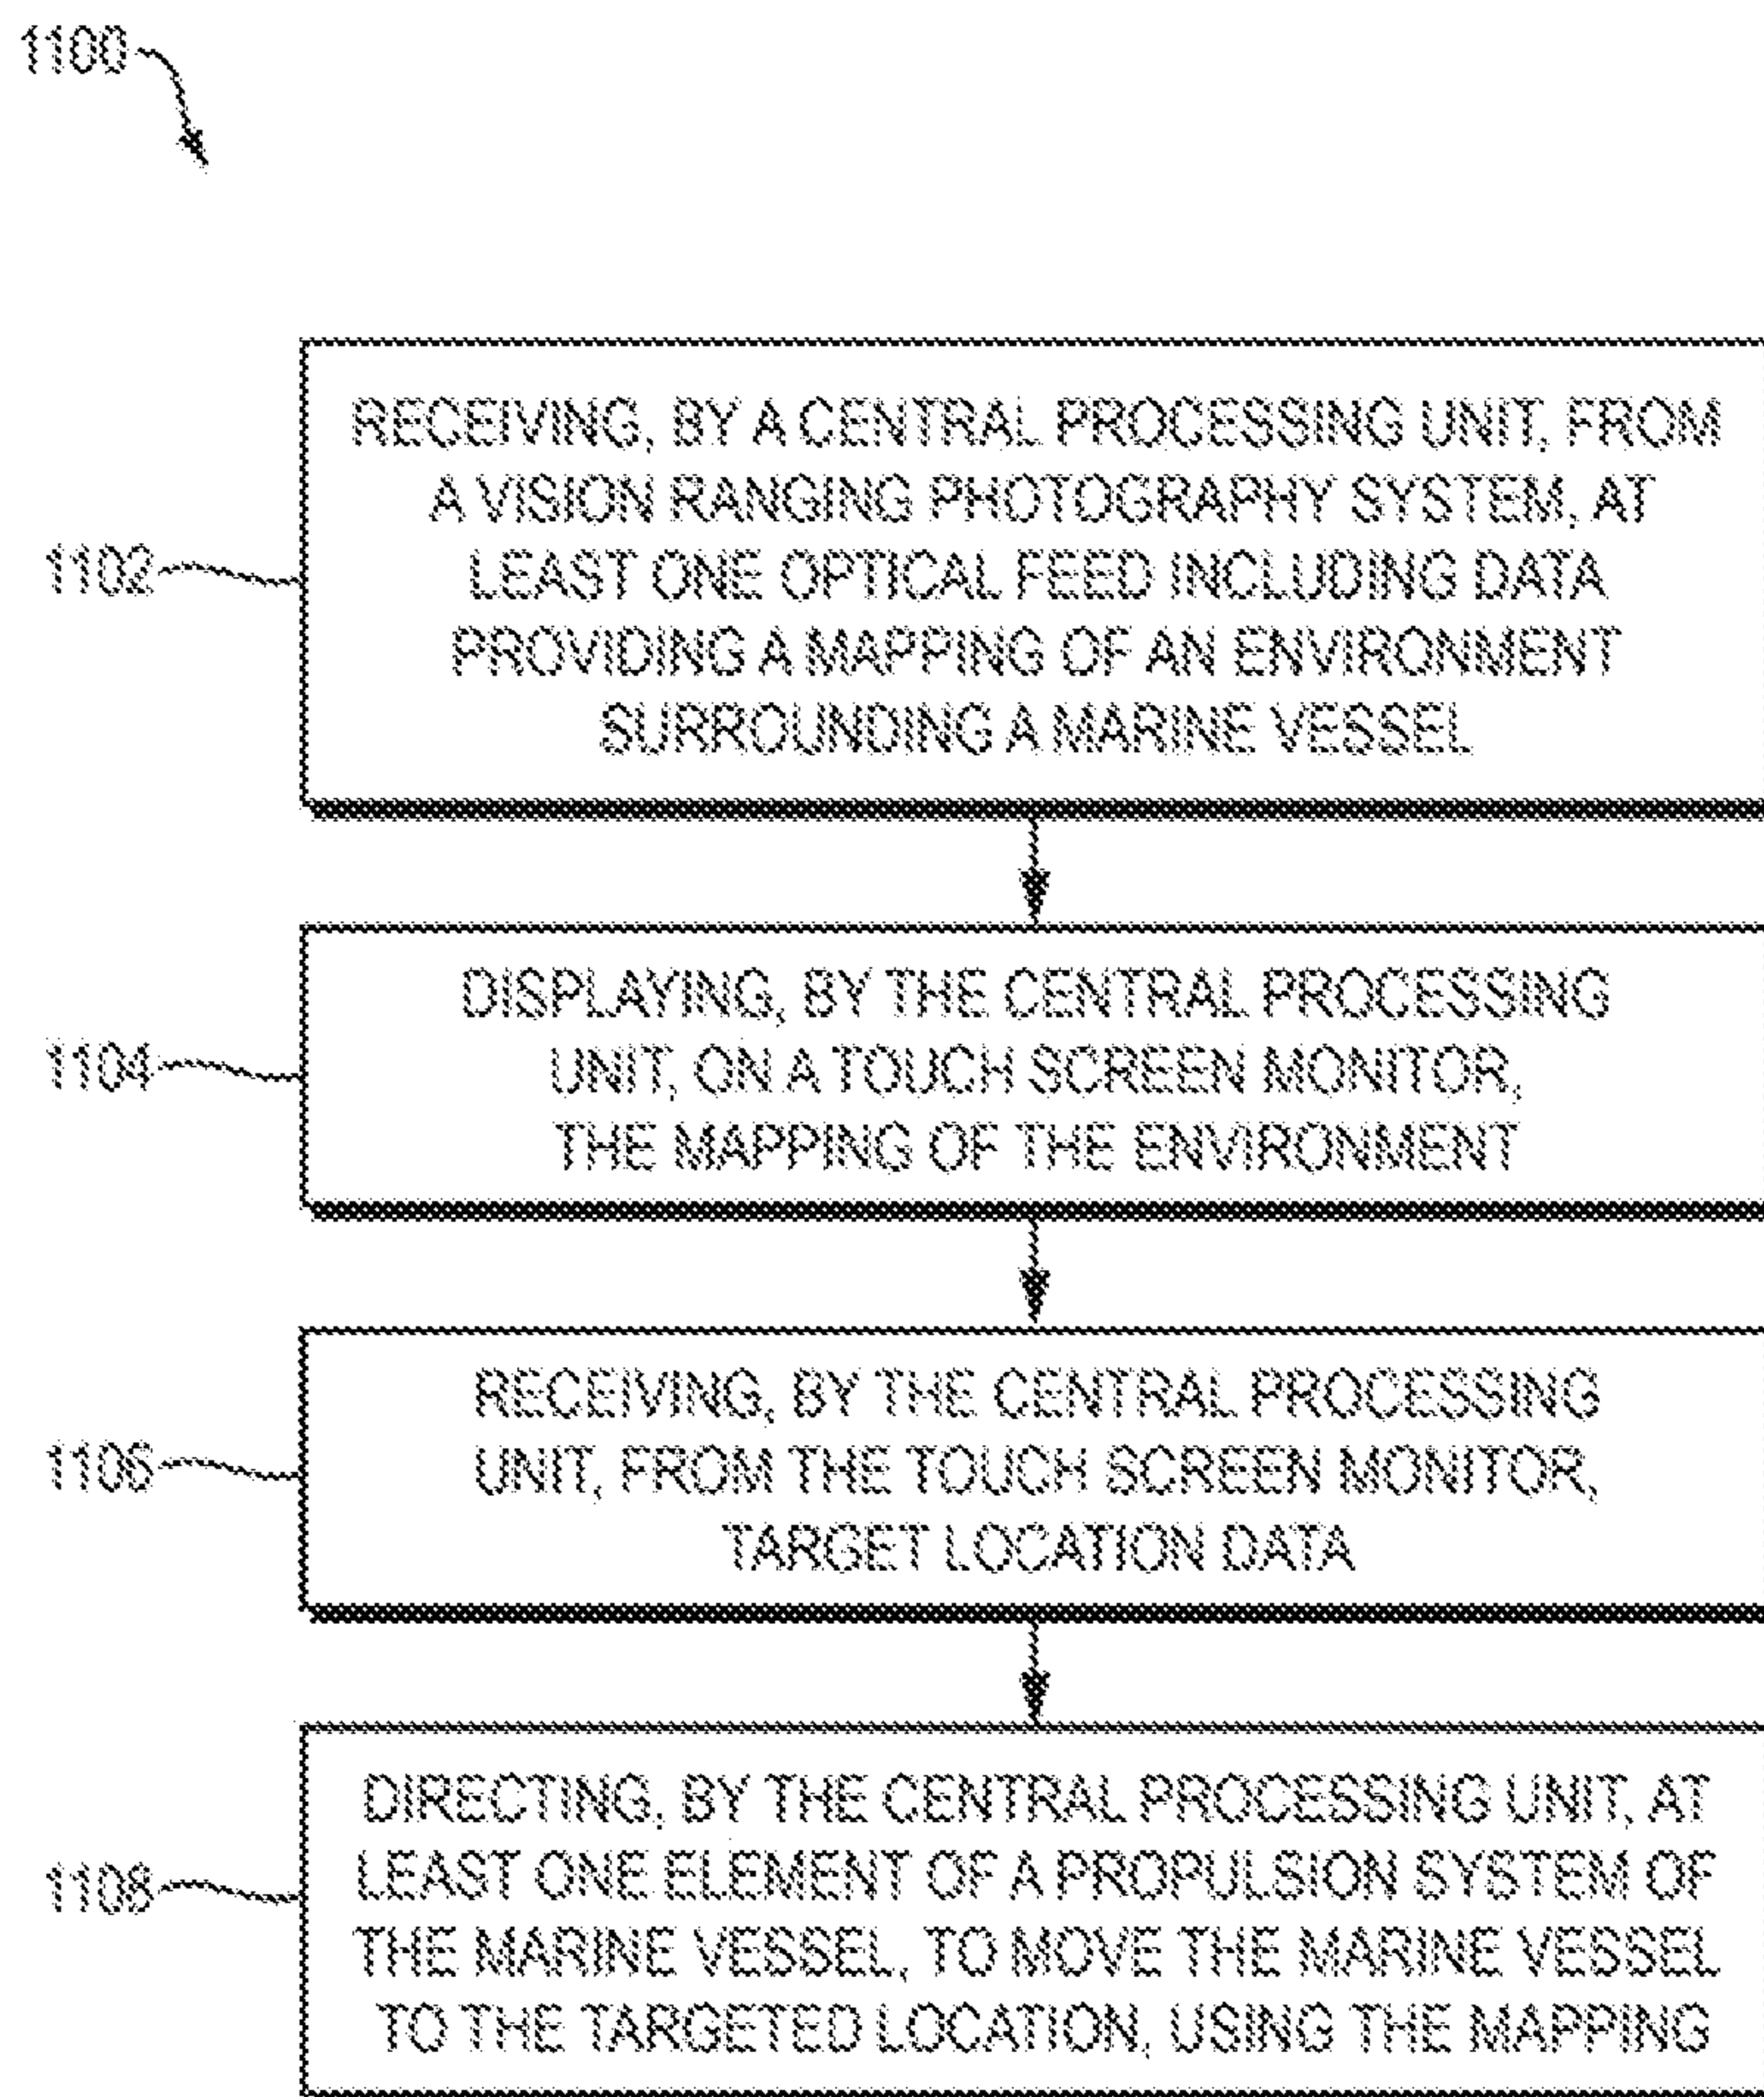 1100
RECEIVING, BY A CENTRAL PROCESSING UNIT, FROM
A VISION RANGING PHOTOGRAPHY SYSTEM, AT
LEAST ONE OPTICAL FEED INCLUDING DATA
PROVIDING A MAPPING OF AN ENVIRONMENT
SURROUNDING A MARINE VESSEL
1102
DISPLAYING, BY THE CENTRAL PROCESSING
UNIT, ON A TOUCH SCREEN MONITOR,
THE MAPPING OF THE ENVIRONMENT
1104
RECEIVING, BY THE CENTRAL PROCESSING
UNIT, FROM THE TOUCH SCREEN MONITOR,
TARGET LOCATION DATA
1106
DIRECTING, BY THE CENTRAL PROCESSING UNIT, AT
LEAST ONE ELEMENT OF A PROPULSION SYSTEM OF
THE MARINE VESSEL, TO MOVE THE MARINE VESSEL
TO THE TARGETED LOCATION, USING THE MAPPING
1108